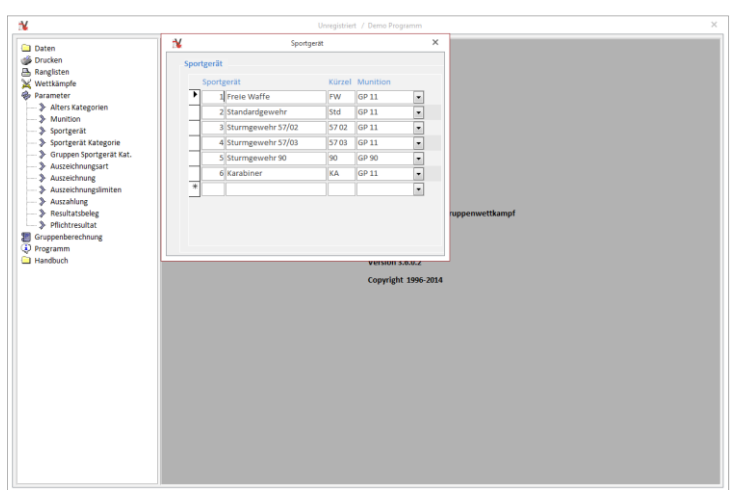 Unregistriert / Demo Programm
Daten
Drucken
Ranglisten
Wettkämpfe
Parameter
Alters Kategorien
Munition
Sportgerät
Sportgerät Kategorie
Gruppen Sportgerät Kat.
Auszeichnungsart
Auszeichnung
Auszeichnungslimiten
Auszahlung
Resultatsbeleg
Pflichtresultat
Gruppenberechnung
Programm
Handbuch
Sportgerät
Sportgerät
Sportgerät Kürzel Munition
1 Freie Waffe FW GP 11
2 Standardgewehr Std GP 11
3 Sturmgewehr 57/02 57 02 GP 11
4 Sturmgewehr 57/03 57 03 GP 11
5 Sturmgewehr 90 90 GP 90
6 Karabiner KA GP 11
*
ruppenwettkampf
Version 3.8.0.2
Copyright 1996-2014